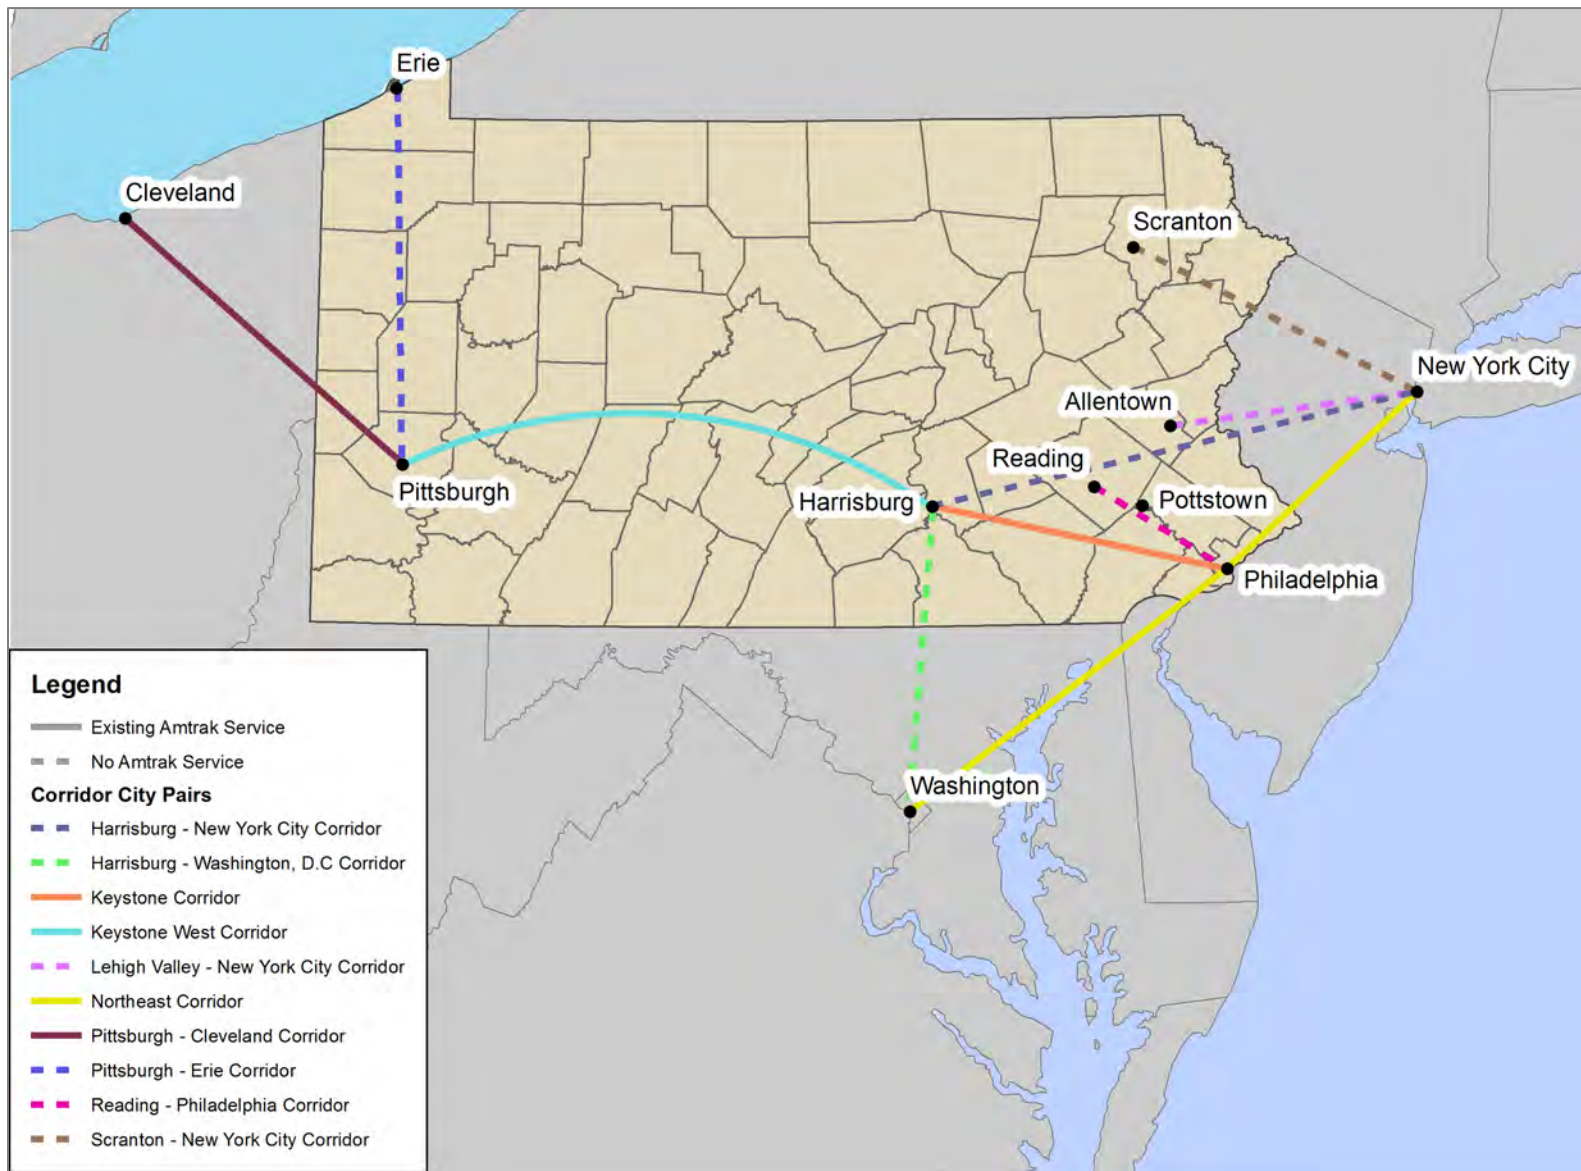 Erie
Cleveland
Scranton
New York City
Allentown
Reading
Pittsburgh
Harrisburg
Pottstown
Philadelphia
Washington
Legend
Existing Amtrak Service
No Amtrak Service
Corridor City Pairs
Harrisburg - New York City Corridor
Harrisburg - Washington, D.C Corridor
Keystone Corridor
Keystone West Corridor
Lehigh Valley - New York City Corridor
Northeast Corridor
Pittsburgh - Cleveland Corridor
Pittsburgh - Erie Corridor
Reading - Philadelphia Corridor
Scranton - New York City Corridor